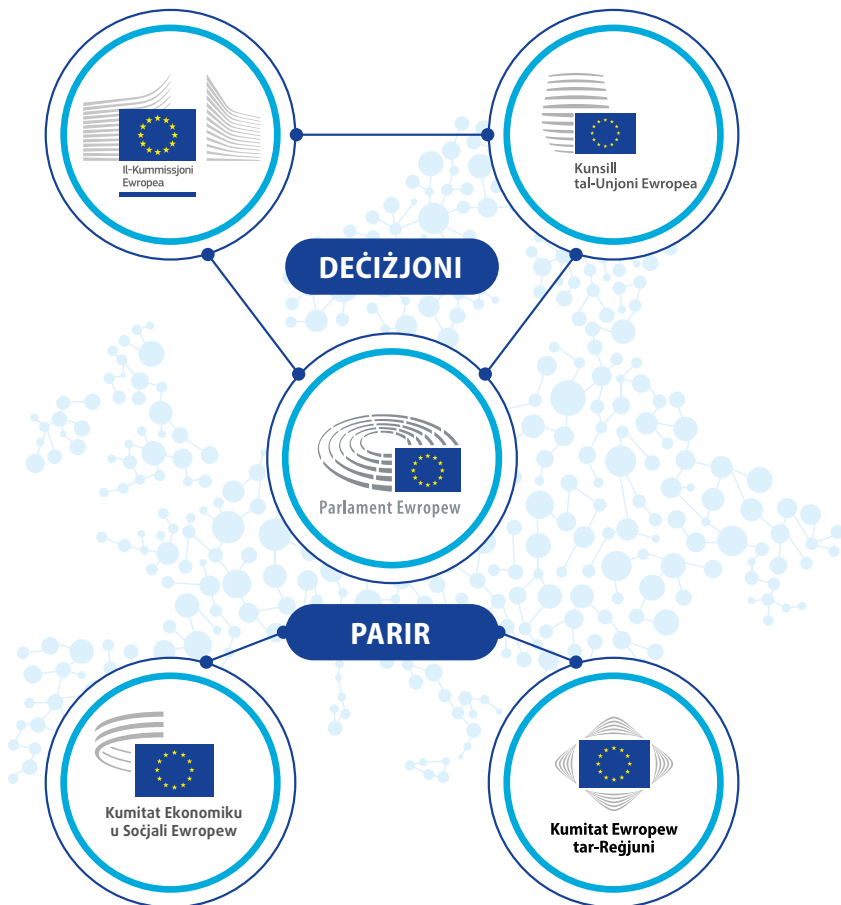 Il-Kummissjoni
Ewropea
Kunsill
tal-Unjoni Ewropea
DEĊIŻJONI
Parlament Ewropew
PARIR
Kumitat Ekonomiku
u Soċjali Ewropew
Kumitat Ewropew
tar-Reġjuni